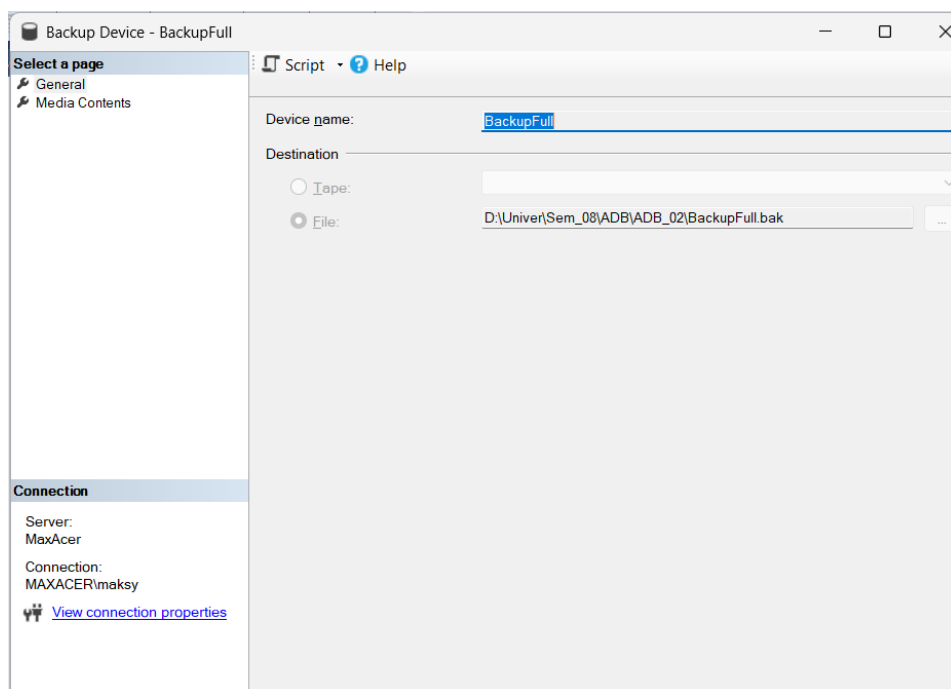 Backup Device - BackupFull
Select a page
General
Media Contents
Script
Help
Device name:
BackupFull
Destination
Tape:
File:
D:\Univer\Sem_08\ADB\ADB_02\BackupFull.bak
...
Connection
Server:
MaxAcer
Connection:
MAXACER\maksy
View connection properties